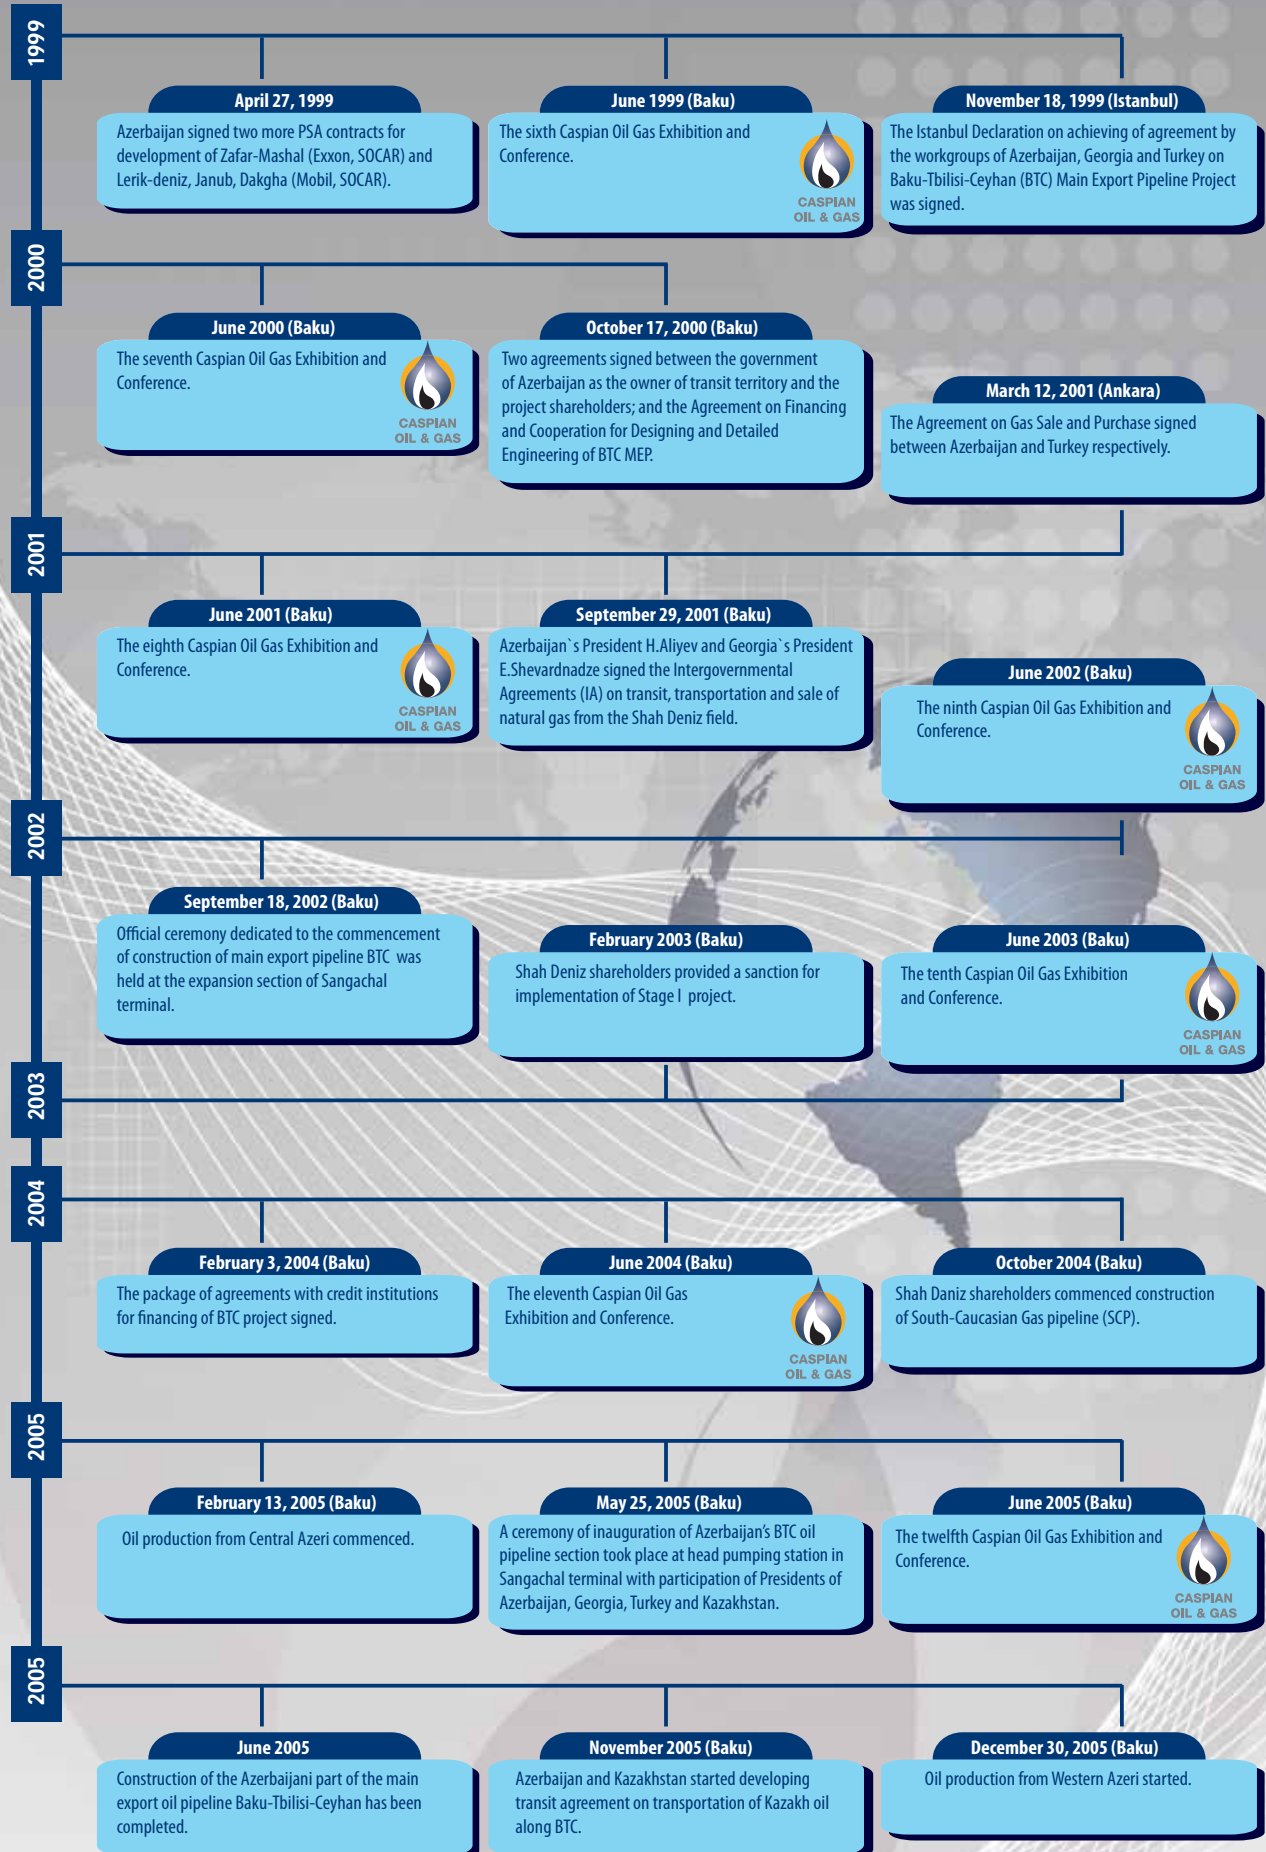 1999
April 27, 1999
Azerbaijan signed two more PSA contracts for
development of Zafar-Mashal (Exxon, SOCAR) and
Lerik-deniz, Janub, Dakgha (Mobil, SOCAR).
June 1999 (Baku)
The sixth Caspian Oil Gas Exhibition and
Conference.
CASPIAN
OIL & GAS
November 18, 1999 (Istanbul)
The Istanbul Declaration on achieving of agreement by
the workgroups of Azerbaijan, Georgia and Turkey on
Baku-Tbilisi-Ceyhan (BTC) Main Export Pipeline Project
was signed.
2000
June 2000 (Baku)
The seventh Caspian Oil Gas Exhibition and
Conference.
CASPIAN
OIL & GAS
October 17, 2000 (Baku)
Two agreements signed between the government
of Azerbaijan as the owner of transit territory and the
project shareholders; and the Agreement on Financing
and Cooperation for Designing and Detailed
Engineering of BTC MEP.
March 12, 2001 (Ankara)
The Agreement on Gas Sale and Purchase signed
between Azerbaijan and Turkey respectively.
2001
June 2001 (Baku)
The eighth Caspian Oil Gas Exhibition and
Conference.
CASPIAN
OIL & GAS
September 29, 2001 (Baku)
Azerbaijan`s President H.Aliyev and Georgia`s President
E.Shevardnadze signed the Intergovernmental
Agreements (IA) on transit, transportation and sale of
natural gas from the Shah Deniz field.
June 2002 (Baku)
The ninth Caspian Oil Gas Exhibition and
Conference.
CASPIAN
OIL & GAS
2002
September 18, 2002 (Baku)
Official ceremony dedicated to the commencement
of construction of main export pipeline BTC was
held at the expansion section of Sangachal
terminal.
February 2003 (Baku)
Shah Deniz shareholders provided a sanction for
implementation of Stage I project.
June 2003 (Baku)
The tenth Caspian Oil Gas Exhibition
and Conference.
CASPIAN
OIL & GAS
2003
2004
February 3, 2004 (Baku)
The package of agreements with credit institutions
for financing of BTC project signed.
June 2004 (Baku)
The eleventh Caspian Oil Gas
Exhibition and Conference.
CASPIAN
OIL & GAS
October 2004 (Baku)
Shah Daniz shareholders commenced construction
of South-Caucasian Gas pipeline (SCP).
2005
February 13, 2005 (Baku)
Oil production from Central Azeri commenced.
May 25, 2005 (Baku)
A ceremony of inauguration of Azerbaijan’s BTC oil
pipeline section took place at head pumping station in
Sangachal terminal with participation of Presidents of
Azerbaijan, Georgia, Turkey and Kazakhstan.
June 2005 (Baku)
The twelfth Caspian Oil Gas Exhibition and
Conference.
CASPIAN
OIL & GAS
2005
June 2005
Construction of the Azerbaijani part of the main
export oil pipeline Baku-Tbilisi-Ceyhan has been
completed.
November 2005 (Baku)
Azerbaijan and Kazakhstan started developing
transit agreement on transportation of Kazakh oil
along BTC.
December 30, 2005 (Baku)
Oil production from Western Azeri started.